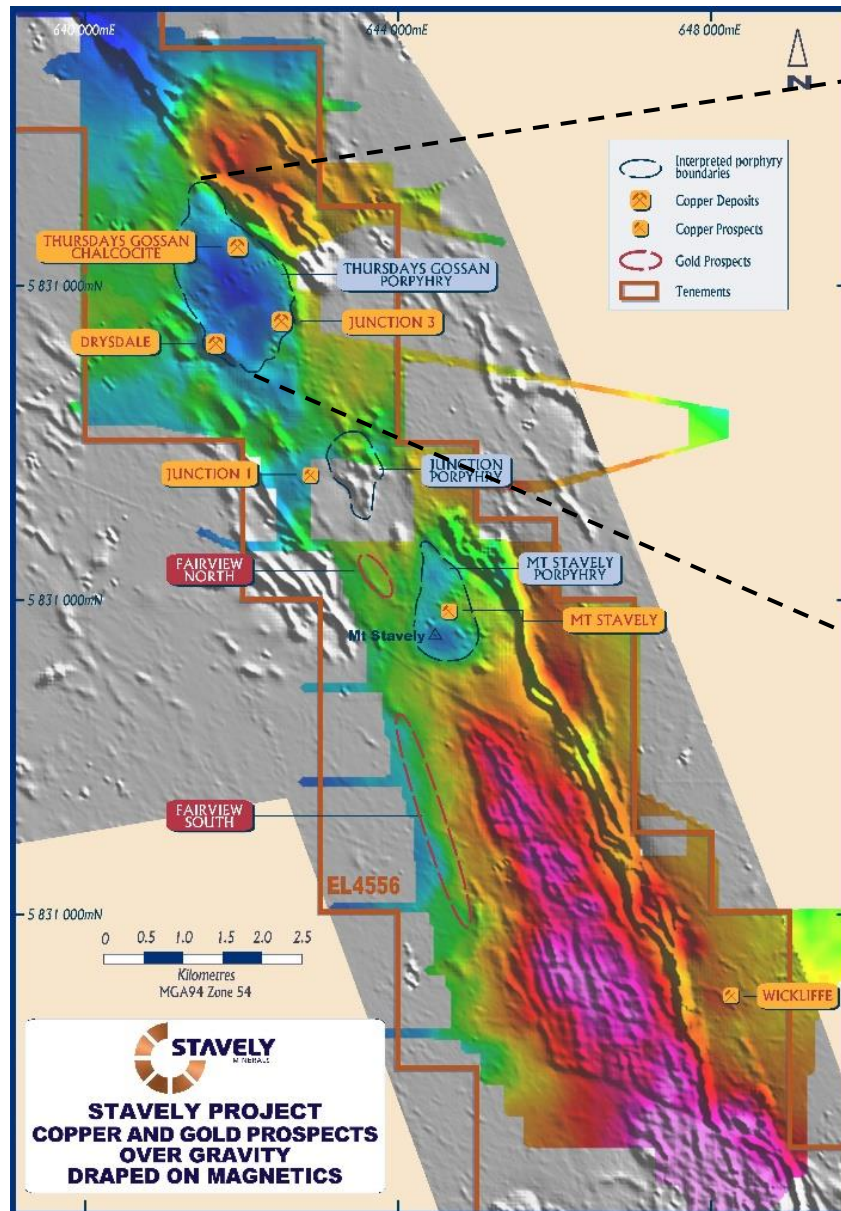 640 000mE
644 000mE
648 000mE
N
Interpreted porphyry
boundaries
Copper Deposits
Copper Prospects
Gold Prospects
Tenements
THURSDAYS GOSSAN
CHALCOCITE
THURSDAYS GOSSAN
PORPYHRY
5 831 000mN
JUNCTION 3
DRYSDALE
JUNCTION 1
JUNCTION
PORPYHRY
FAIRVIEW
NORTH
MT STAVELY
PORPYHRY
5 831 000mN
MT STAVELY
Mt Stavely
FAIRVIEW
SOUTH
EL4556
5 831 000mN
0 0.5 1.0 1.5 2.0 2.5
Kilometres
MGA94 Zone 54
WICKLIFFE
STAVELY
MINERALS
STAVELY PROJECT
COPPER AND GOLD PROSPECTS
OVER GRAVITY
DRAPED ON MAGNETICS